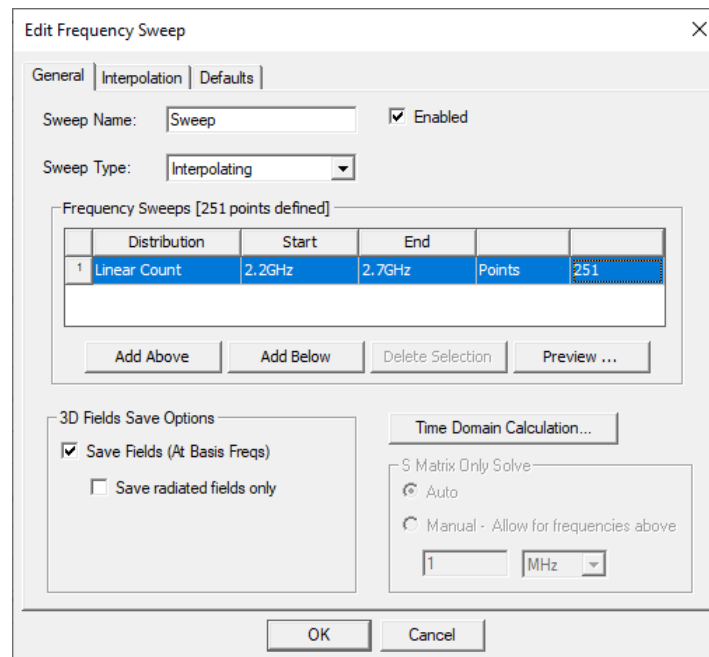 Edit Frequency Sweep
General Interpolation Defaults
Sweep Name: Sweep Enabled
Sweep Type: Interpolating
Frequency Sweeps [251 points defined]
Distribution Start End
1 Linear Count 2.2GHz 2.7GHz Points 251
Add Above Add Below Delete Selection Preview ...
3D Fields Save Options
Time Domain Calculation...
Save Fields (At Basis Freqs)
S Matrix Only Solve
Save radiated fields only
Auto
Manual - Allow for frequencies above
1 MHz
OK Cancel